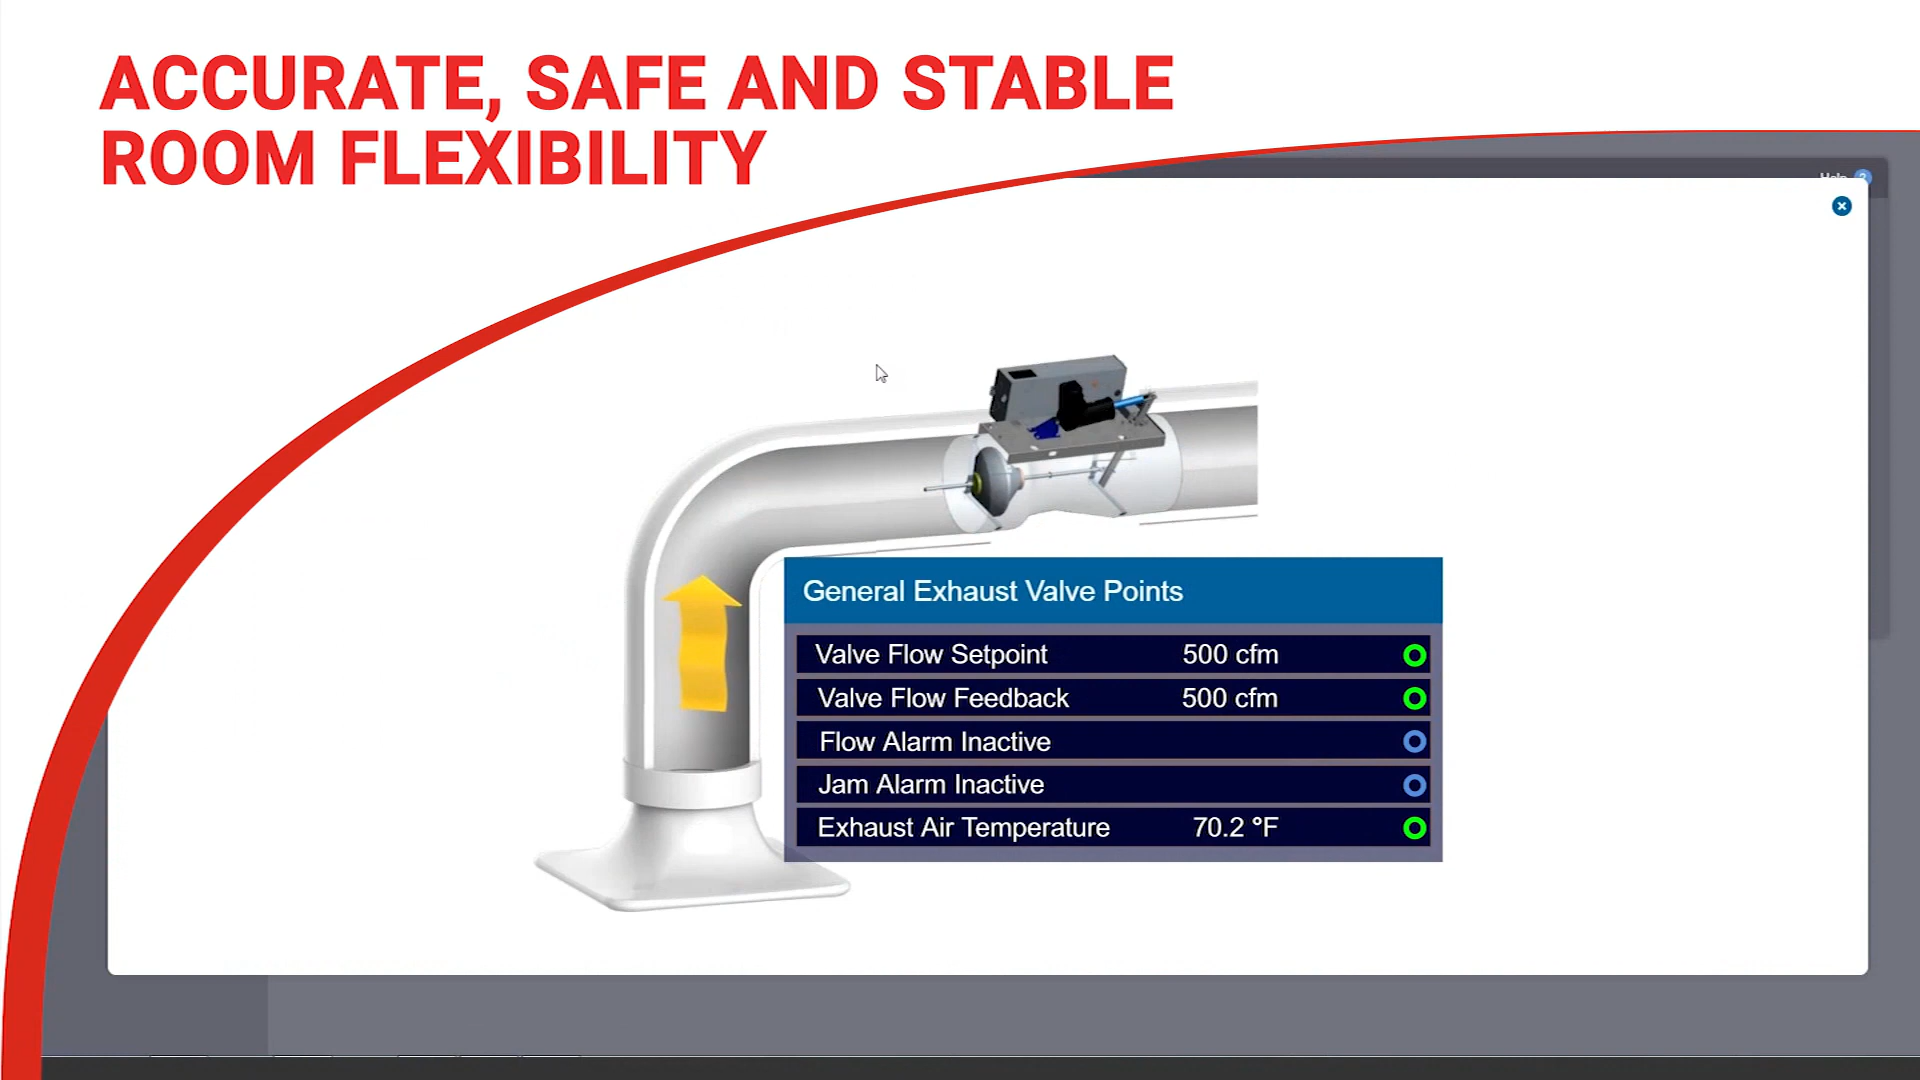 ACCURATE, SAFE AND STABLE
ROOM FLEXIBILITY
Help ?
General Exhaust Valve Points
Valve Flow Setpoint 500 cfm
Valve Flow Feedback 500 cfm
Flow Alarm Inactive
Jam Alarm Inactive
Exhaust Air Temperature 70.2 °F